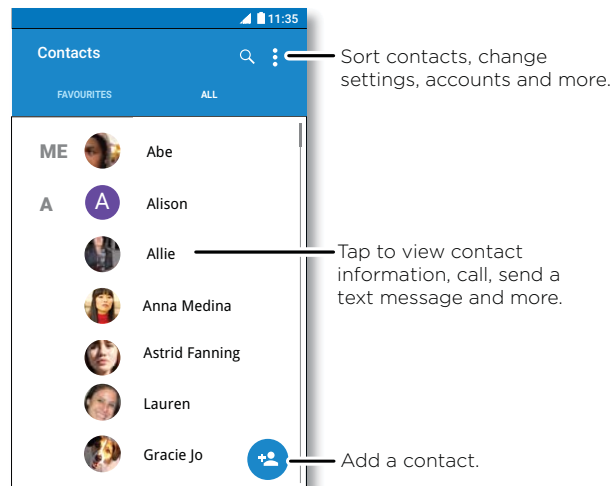 11:35
Contacts
Sort contacts, change
settings, accounts and more.
FAVOURITES ALL
ME Abe
A A Alison
Allie
Tap to view contact
information, call, send a
text message and more.
Anna Medina
Astrid Fanning
Lauren
Gracie Jo
Add a contact.